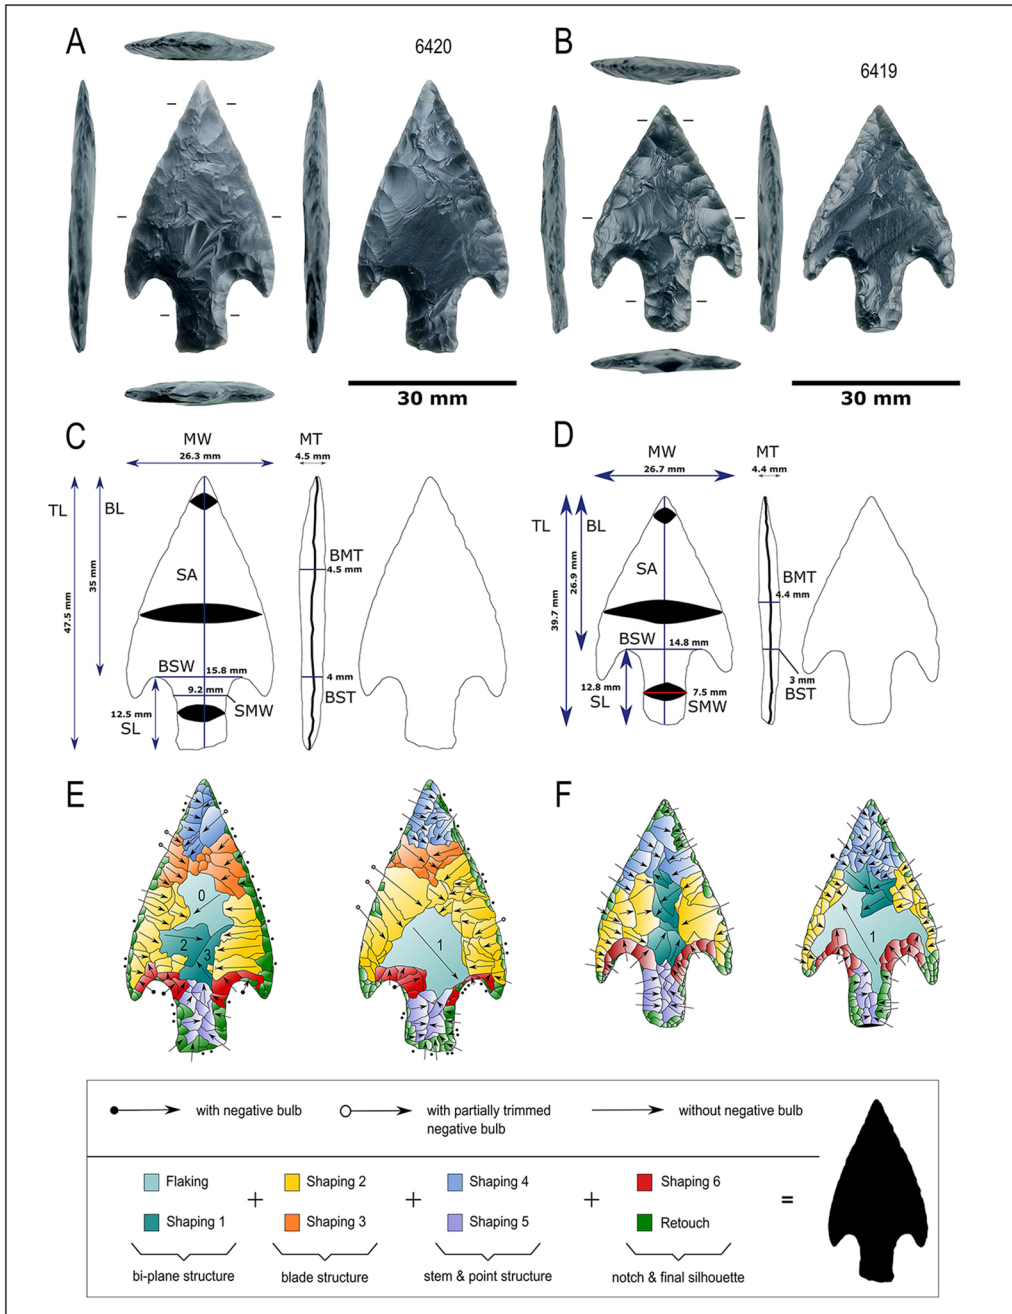 A
6420
B
6419
30 mm
30 mm
C
MW
26.3 mm
MT
4.5 mm
TL
BL
47.5 mm
35 mm
SA
BMT
4.5 mm
BSW
15.8 mm
9.2 mm
SMW
12.5 mm
SL
4 mm
BST
D
MW
26.7 mm
MT
4.4 mm
TL
BL
39.7 mm
26.9 mm
SA
BMT
4.4 mm
BSW
14.8 mm
12.8 mm
SL
7.5 mm
SMW
3 mm
BST
E
0
2
3
1
F
1
with negative bulb
with partially trimmed
negative bulb
without negative bulb
Flaking
Shaping 2
Shaping 4
Shaping 6
+ + + =
Shaping 1
Shaping 3
Shaping 5
Retouch
bi-plane structure
blade structure
stem & point structure
notch & final silhouette